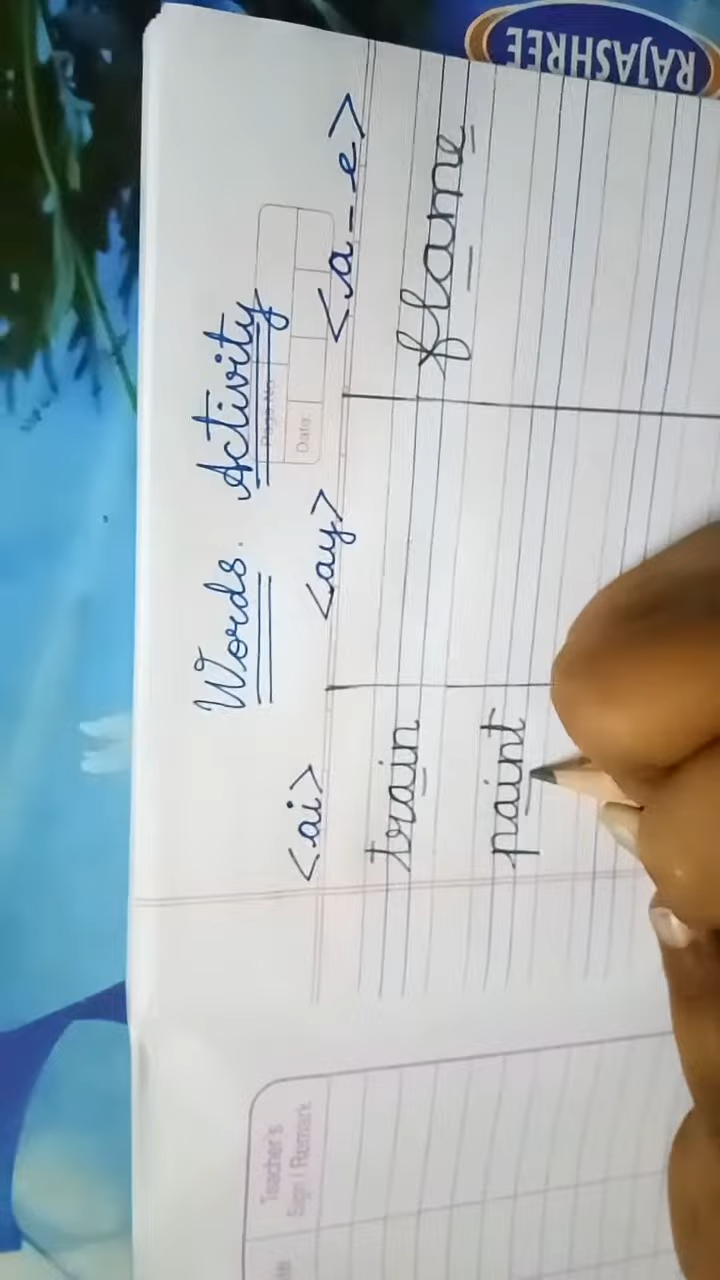 RAJASHREE
Words. Activity
Page No.
Date:
<ai> <ay> <a_e>
train flame
paint
Teacher's
Sign / Remark